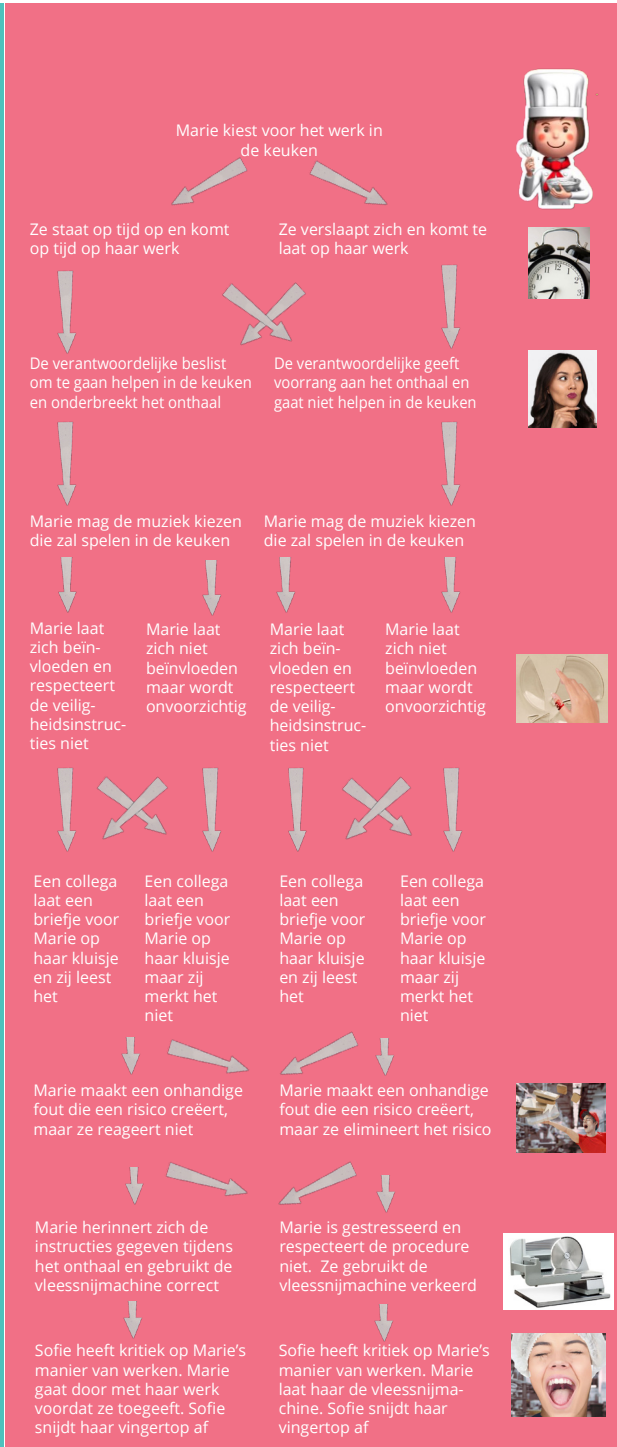 Marie kiest voor het werk in
de keuken
Ze staat op tijd op en komt
op tijd op haar werk
Ze verslaapt zich en komt te
laat op haar werk
De verantwoordelijke beslist
om te gaan helpen in de keuken
en onderbreekt het onthaal
De verantwoordelijke geeft
voorrang aan het onthaal en
gaat niet helpen in de keuken
Marie mag de muziek kiezen
die zal spelen in de keuken
Marie mag de muziek kiezen
die zal spelen in de keuken
Marie laat
zich beïn-
vloeden en
respecteert
de veilig-
heidsinstruc-
ties niet
Marie laat
zich niet
beïnvloeden
maar wordt
onvoorzichtig
Marie laat
zich beïn-
vloeden en
respecteert
de veilig-
heidsinstruc-
ties niet
Marie laat
zich niet
beïnvloeden
maar wordt
onvoorzichtig
Een collega
laat een
briefje voor
Marie op
haar kluisje
en zij leest
het
Een collega
laat een
briefje voor
Marie op
haar kluisje
maar zij
merkt het
niet
Een collega
laat een
briefje voor
Marie op
haar kluisje
en zij leest
het
Een collega
laat een
briefje voor
Marie op
haar kluisje
maar zij
merkt het
niet
Marie maakt een onhandige
fout die een risico creëert,
maar ze reageert niet
Marie maakt een onhandige
fout die een risico creëert,
maar ze elimineert het risico
Marie herinnert zich de
instructies gegeven tijdens
het onthaal en gebruikt de
vleessnijmachine correct
Marie is gestresseerd en
respecteert de procedure
niet. Ze gebruikt de
vleessnijmachine verkeerd
Sofie heeft kritiek op Marie's
manier van werken. Marie
gaat door met haar werk
voordat ze toegeeft. Sofie
snijdt haar vingertop af
Sofie heeft kritiek op Marie's
manier van werken. Marie
laat haar de vleessnijma-
chine. Sofie snijdt haar
vingertop af